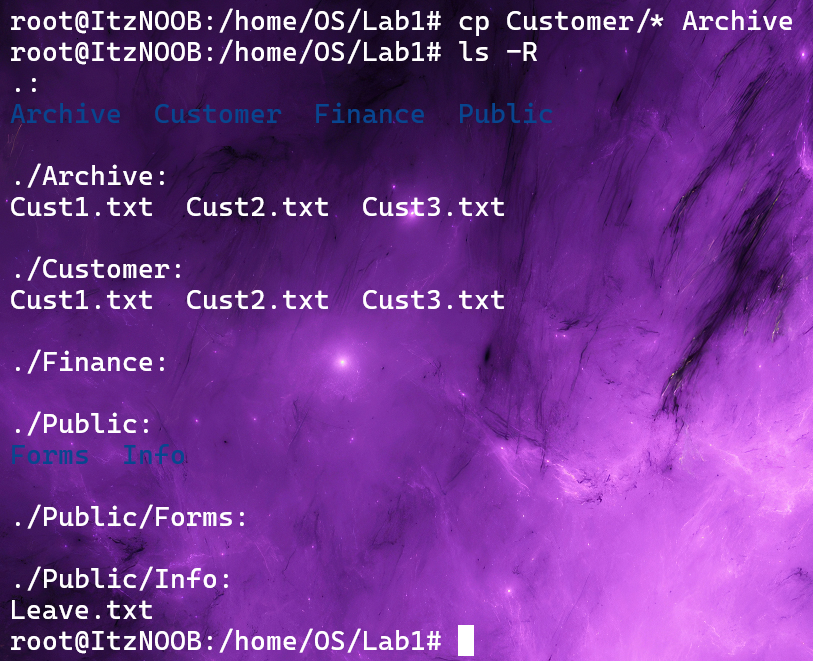 root@ItzNOOB:/home/OS/Lab1# cp Customer/* Archive
root@ItzNOOB:/home/OS/Lab1# ls -R
.:
Archive  Customer  Finance  Public
./Archive:
Cust1.txt  Cust2.txt  Cust3.txt
./Customer:
Cust1.txt  Cust2.txt  Cust3.txt
./Finance:
./Public:
Forms  Info
./Public/Forms:
./Public/Info:
Leave.txt
root@ItzNOOB:/home/OS/Lab1#